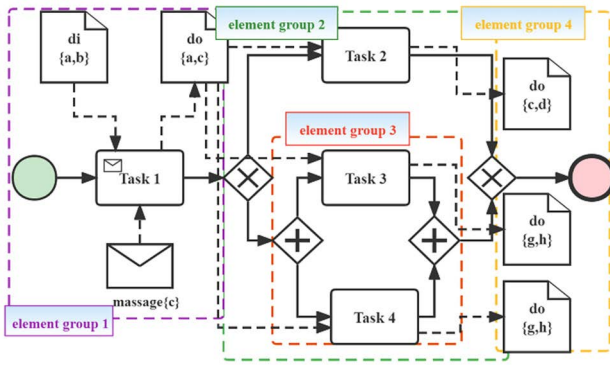 element group 2
element group 4
di
{a,b}
do
{a,c}
Task 2
do
{c,d}
element group 3
Task 1
Task 3
do
{g,h}
massage{c}
element group 1
Task 4
do
{g,h}